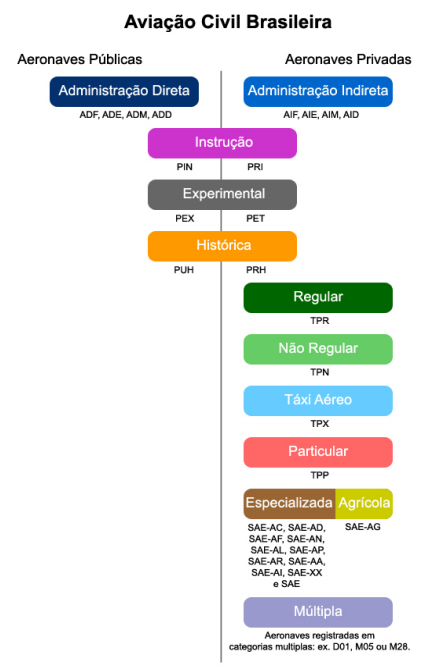 Aviação Civil Brasileira
Aeronaves Públicas
Aeronaves Privadas
Administração Direta
Administração Indireta
ADF, ADE, ADM, ADD
AIF, AIE, AIM, AID
Instrução
PIN
PRI
Experimental
PEX
PET
Histórica
PUH
PRH
Regular
TPR
Não Regular
TPN
Táxi Aéreo
TPX
Particular
TPP
Especializada
Agrícola
SAE-AC, SAE-AD,
SAE-AF, SAE-AN,
SAE-AL, SAE-AP,
SAE-AR, SAE-AA,
SAE-AI, SAE-XX
e SAE
SAE-AG
Múltipla
Aeronaves registradas em
categorias multiplas: ex. D01, M05 ou M28.